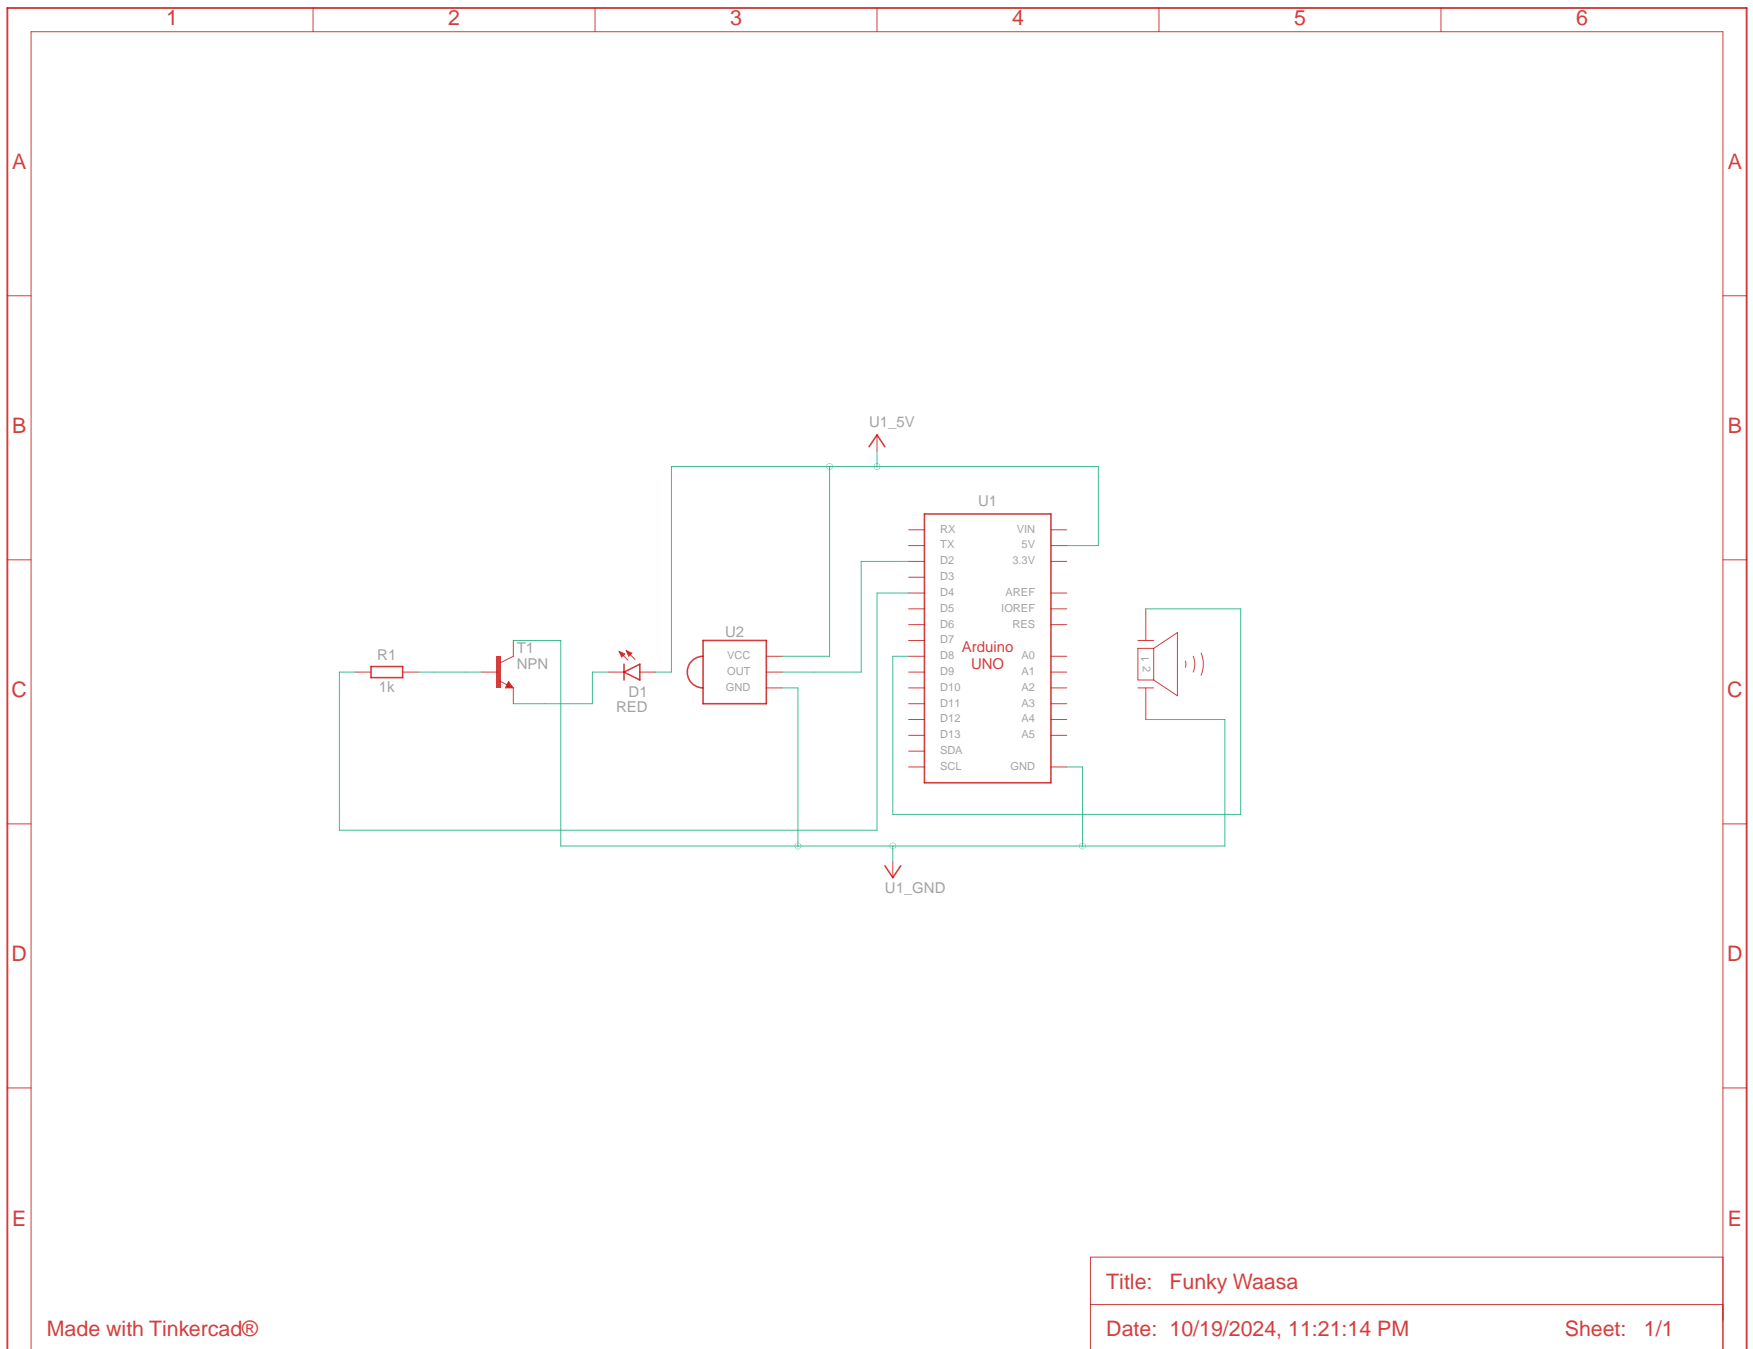 1 2 3 4 5 6
A A
B B
U1_5V
U1
RX VIN
TX 5V
D2 3.3V
D3
D4 AREF
D5 IOREF
D6 RES
D7
D8 A0
D9 A1
D10 A2
D11 A3
D12 A4
D13 A5
SDA
SCL GND
Arduino
UNO
U2
VCC
OUT
GND
T1
NPN
R1
1k
D1
RED
1 2
C C
U1_GND
D D
E E
Title: Funky Waasa
Made with Tinkercad®
Date: 10/19/2024, 11:21:14 PM Sheet: 1/1